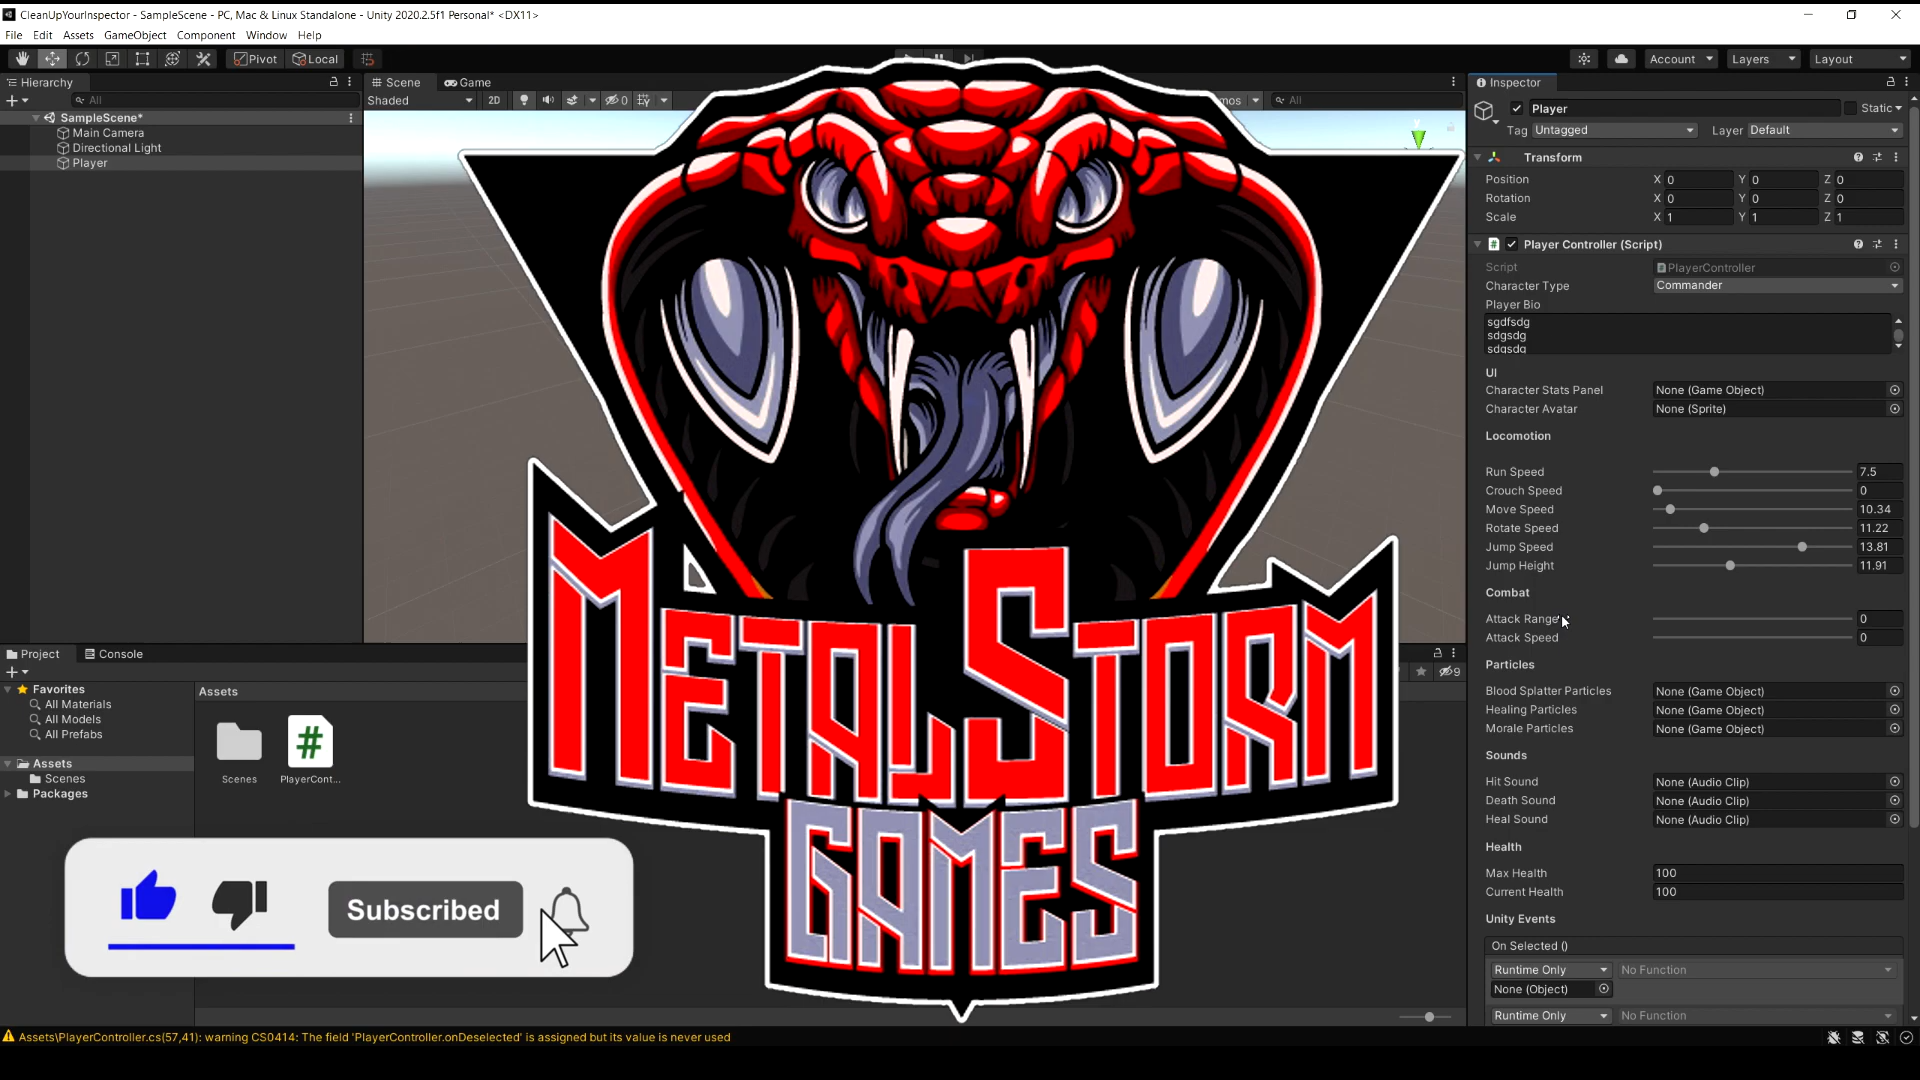 CleanUpYourInspector - SampleScene - PC, Mac & Linux Standalone - Unity 2020.2.5f1 Personal* <DX11>
File Edit Assets GameObject Component Window Help
Pivot Local Account Layers Layout
Hierarchy
All
SampleScene*
Main Camera
Directional Light
Player
Scene Game
Shaded 2D 0 mos All
METALSTORM
GAMES
Inspector
Player Static
Tag Untagged Layer Default
Transform
Position X 0 Y 0 Z 0
Rotation X 0 Y 0 Z 0
Scale X 1 Y 1 Z 1
# Player Controller (Script)
Script PlayerController
Character Type Commander
Player Bio
sgdfsdg
sdgsdg
sdgsdg
UI
Character Stats Panel None (Game Object)
Character Avatar None (Sprite)
Locomotion
Run Speed 7.5
Crouch Speed 0
Move Speed 10.34
Rotate Speed 11.22
Jump Speed 13.81
Jump Height 11.91
Combat
Attack Range 0
Attack Speed 0
Particles
Blood Splatter Particles None (Game Object)
Healing Particles None (Game Object)
Morale Particles None (Game Object)
Sounds
Hit Sound None (Audio Clip)
Death Sound None (Audio Clip)
Heal Sound None (Audio Clip)
Health
Max Health 100
Current Health 100
Unity Events
On Selected ()
Runtime Only No Function
None (Object)
Runtime Only No Function
Project Console
9
Favorites
All Materials
All Models
All Prefabs
Assets
Scenes
Packages
Assets
#
Scenes PlayerCont...
Subscribed
Assets\PlayerController.cs(57,41): warning CS0414: The field 'PlayerController.onDeselected' is assigned but its value is never used